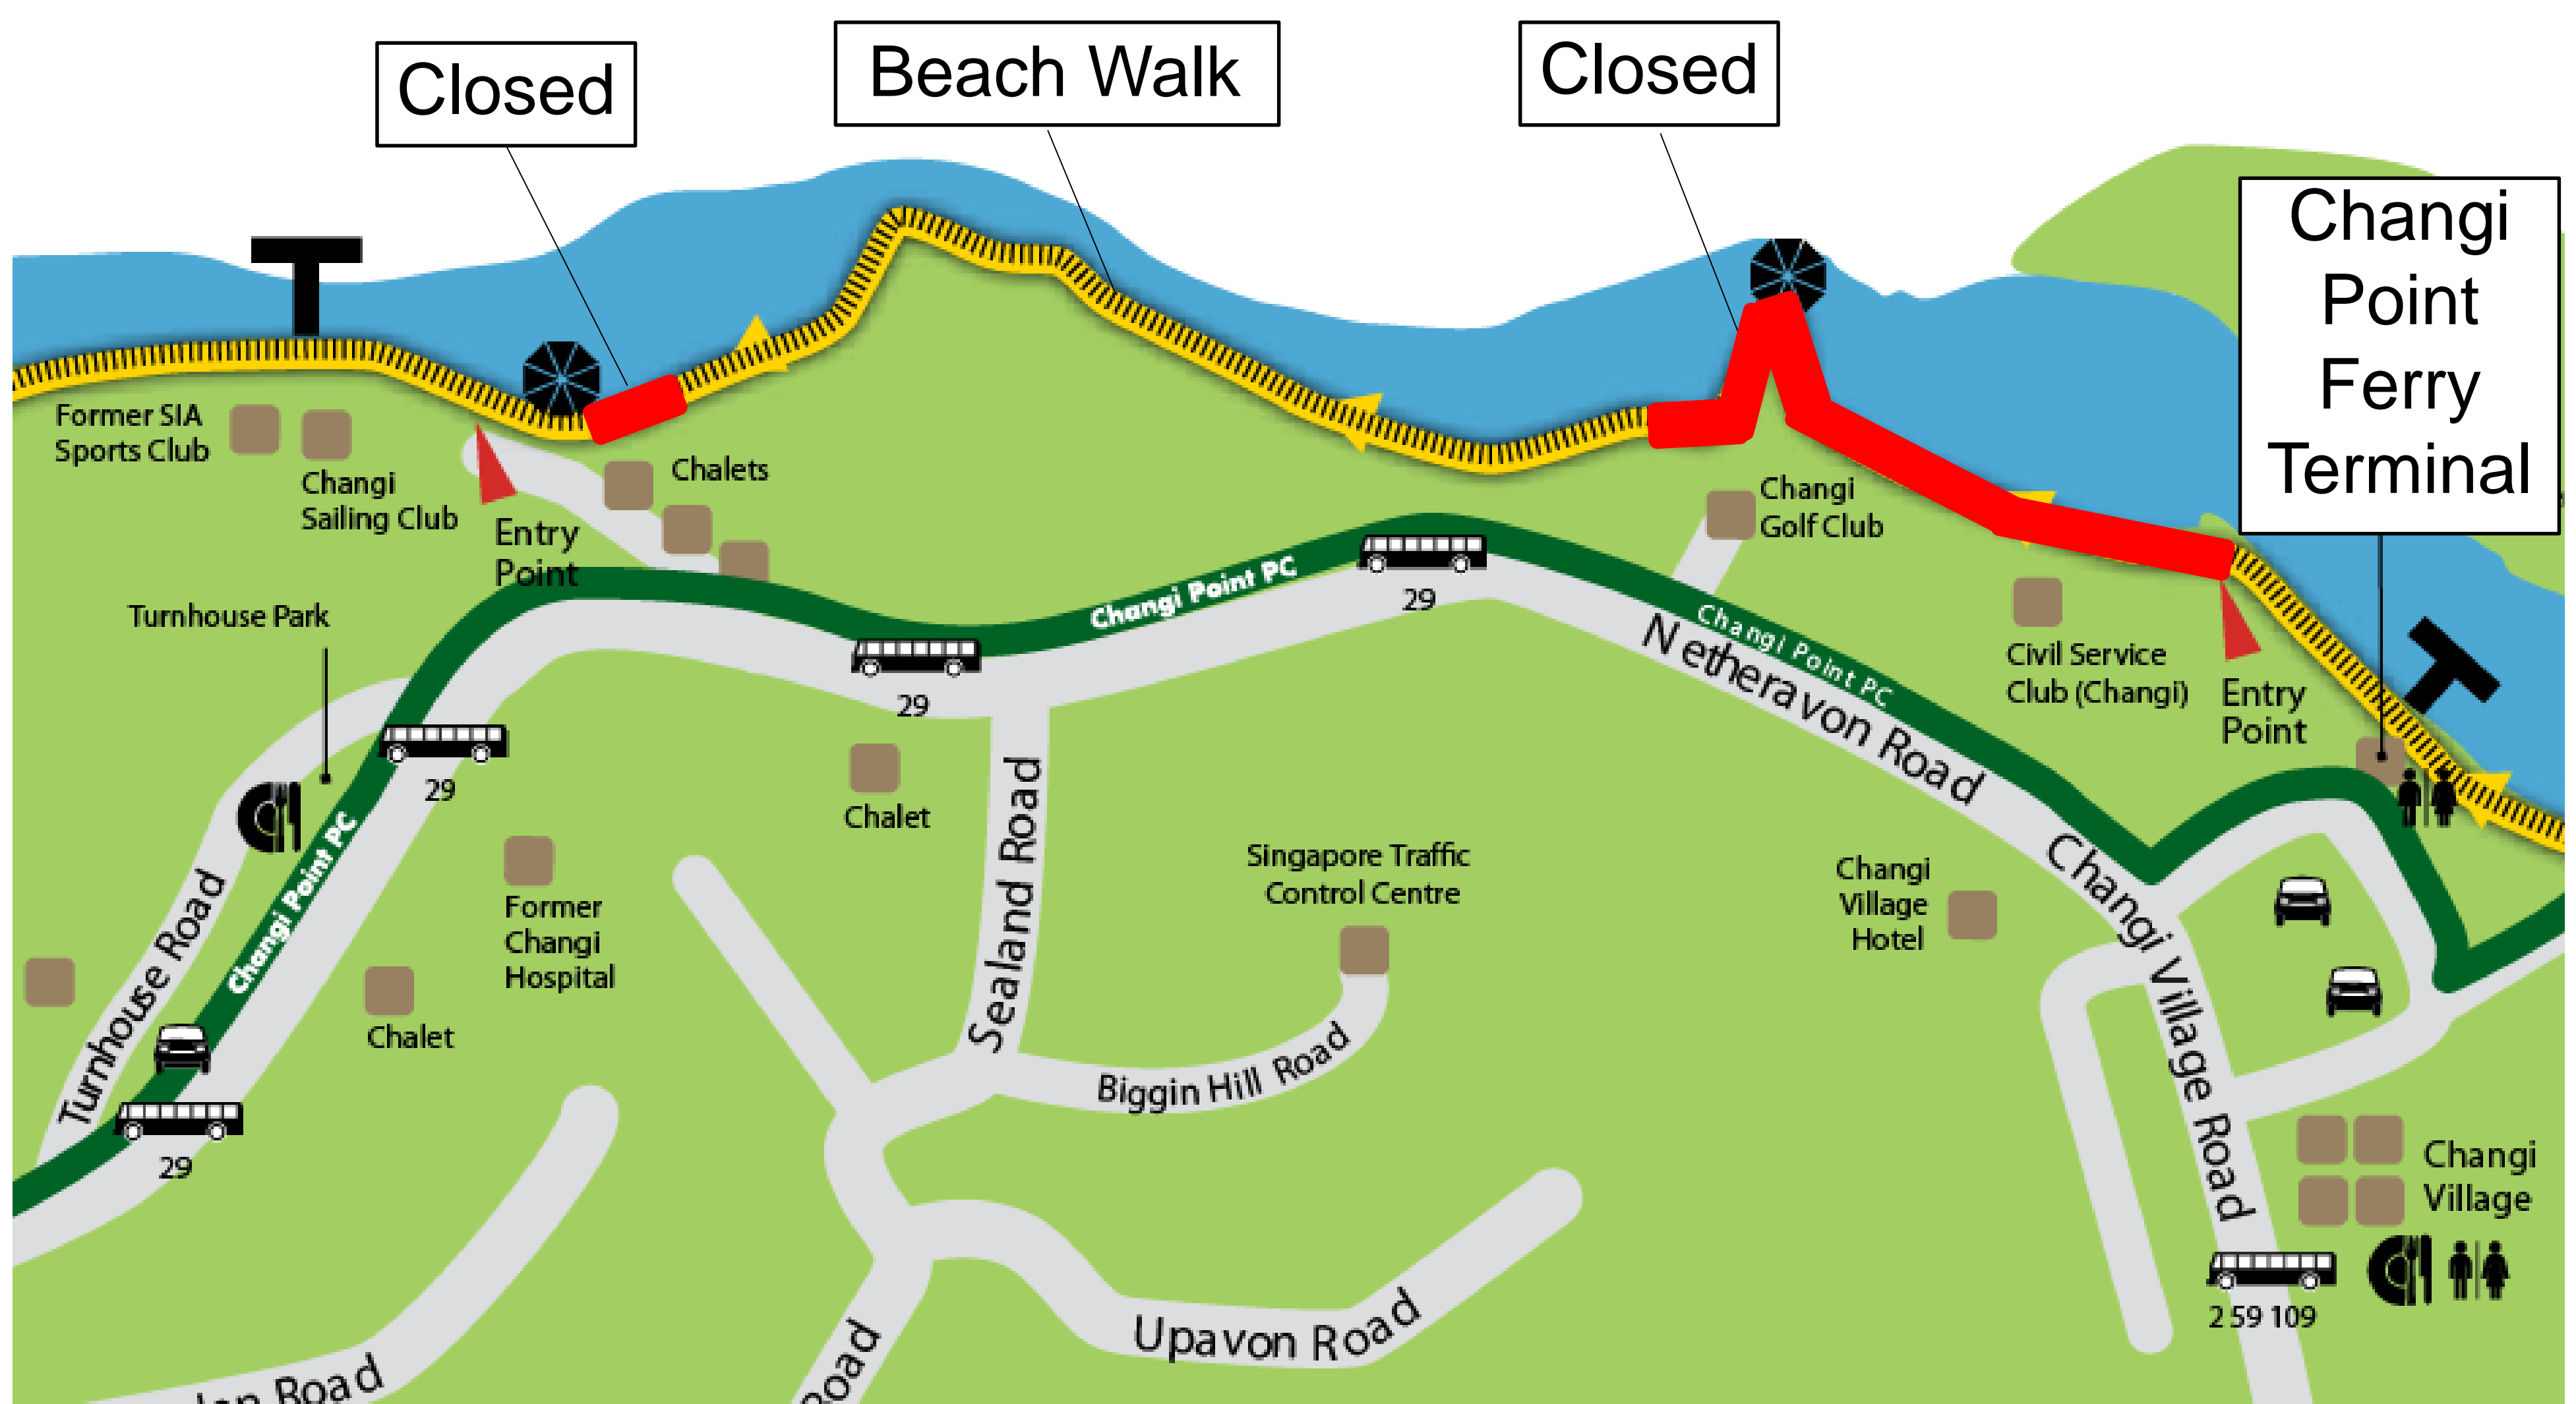 Closed
Beach Walk
Closed
Changi
Point
Ferry
Terminal
Former SIA
Sports Club
Changi
Sailing Club
Entry
Point
Chalets
Changi
Golf Club
Civil Service
Club (Changi)
Entry
Point
Turnhouse Park
Changi Point PC
Changi Point PC
Changi Point PC
Netheravon Road
29
29
29
29
Chalet
Former
Changi
Hospital
Chalet
Turnhouse Road
Sealand Road
Singapore Traffic
Control Centre
Biggin Hill Road
Changi
Village
Hotel
Changi Village Road
Changi
Village
2 59 109
Upavon Road
Road
Road